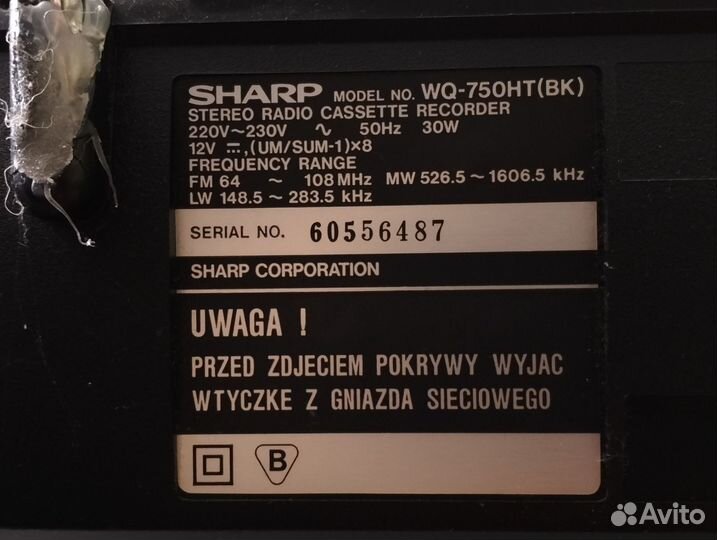 SHARP MODEL NO. WQ-750HT(BK)
STEREO RADIO CASSETTE RECORDER
220V~230V ∿ 50Hz 30W
12V ⎓,(UM/SUM-1)×8
FREQUENCY RANGE
FM 64 ~ 108 MHz MW 526.5~1606.5 kHz
LW 148.5~283.5 kHz
SERIAL NO. 60556487
SHARP CORPORATION
UWAGA !
PRZED ZDJECIEM POKRYWY WYJAC
WTYCZKE Z GNIAZDA SIECIOWEGO
B
Avito